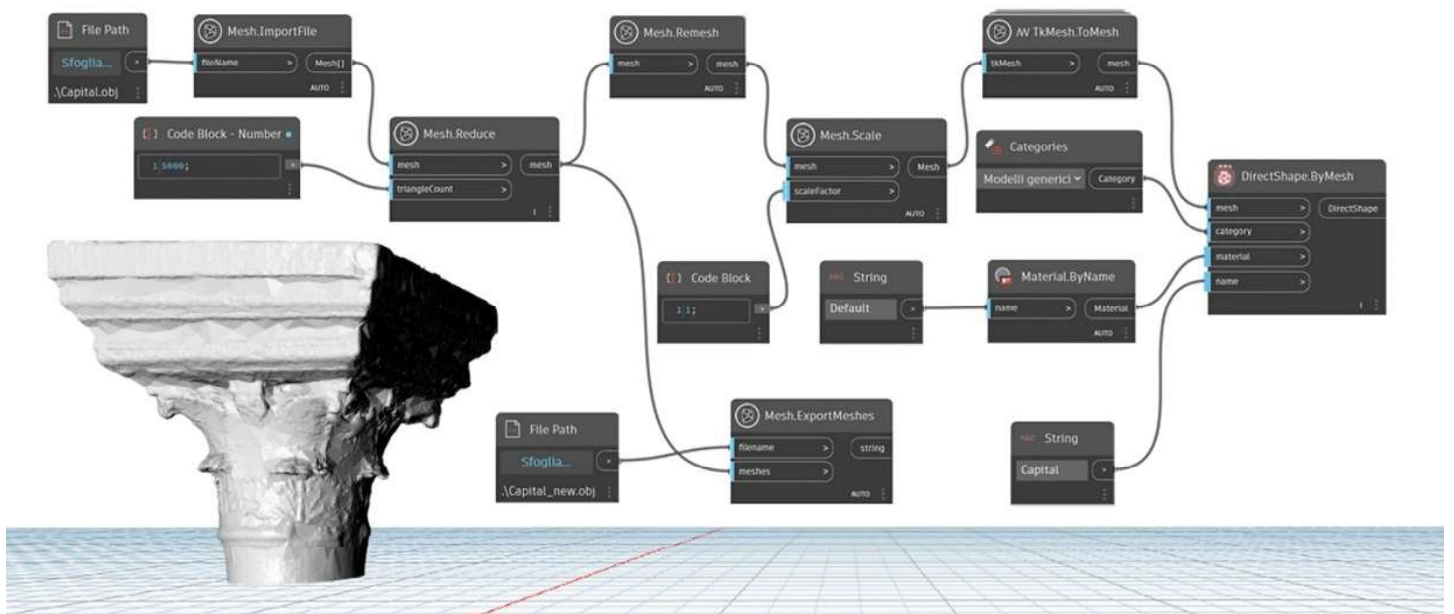 File Path
Sfoglia...
>
.\Capital.obj
Mesh.ImportFile
fileName >
Mesh[]
AUTO
Code Block - Number
1 5000;
>
Mesh.Reduce
mesh >
mesh
triangleCount >
I
Mesh.Remesh
mesh >
mesh
AUTO
Mesh.Scale
mesh >
Mesh
scaleFactor >
AUTO
Code Block
1 1;
>
/\V TkMesh.ToMesh
tkMesh >
mesh
AUTO
Categories
Modelli generici
Category
ABC String
Default
>
Material.ByName
name >
Material
AUTO
DirectShape.ByMesh
mesh >
DirectShape
category >
material >
name >
I
File Path
Sfoglia...
>
.\Capital_new.obj
Mesh.ExportMeshes
filename >
string
meshes >
AUTO
ABC String
Capital
>